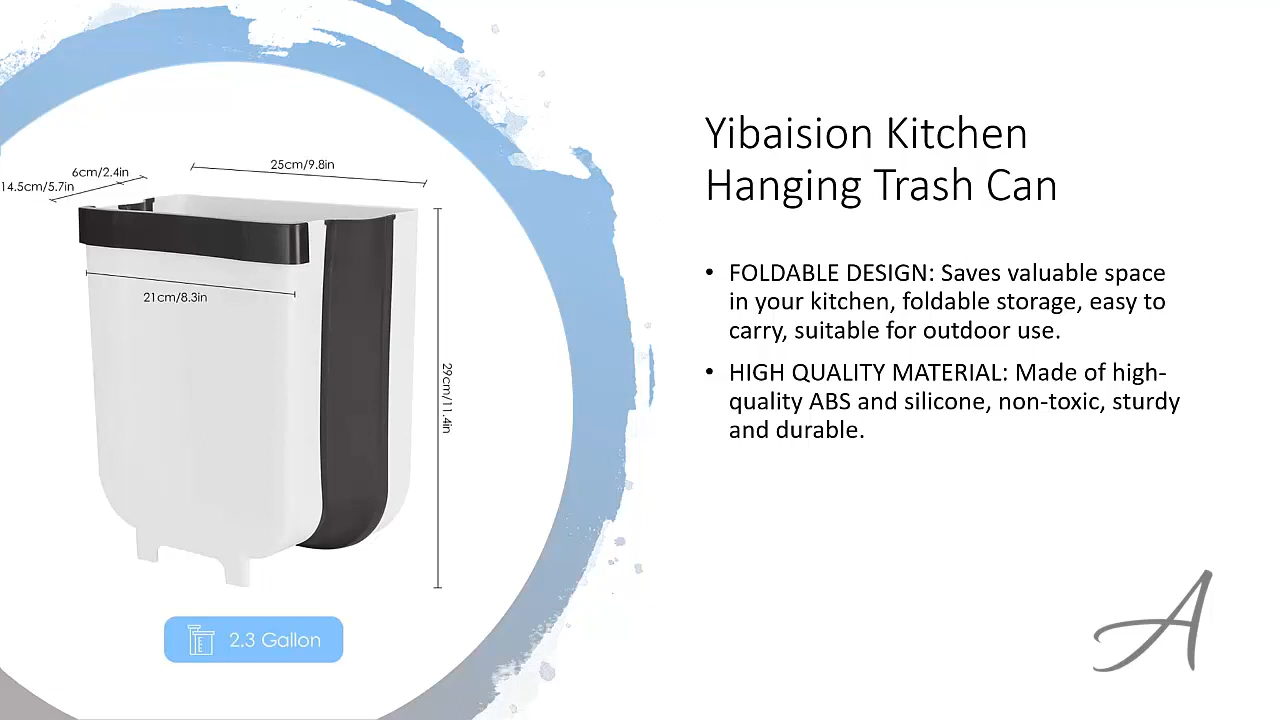 Yibaision Kitchen
Hanging Trash Can
• FOLDABLE DESIGN: Saves valuable space
in your kitchen, foldable storage, easy to
carry, suitable for outdoor use.
• HIGH QUALITY MATERIAL: Made of high-
quality ABS and silicone, non-toxic, sturdy
and durable.
25cm/9.8in
6cm/2.4in
14.5cm/5.7in
21cm/8.3in
29cm/11.4in
2.3 Gallon
A